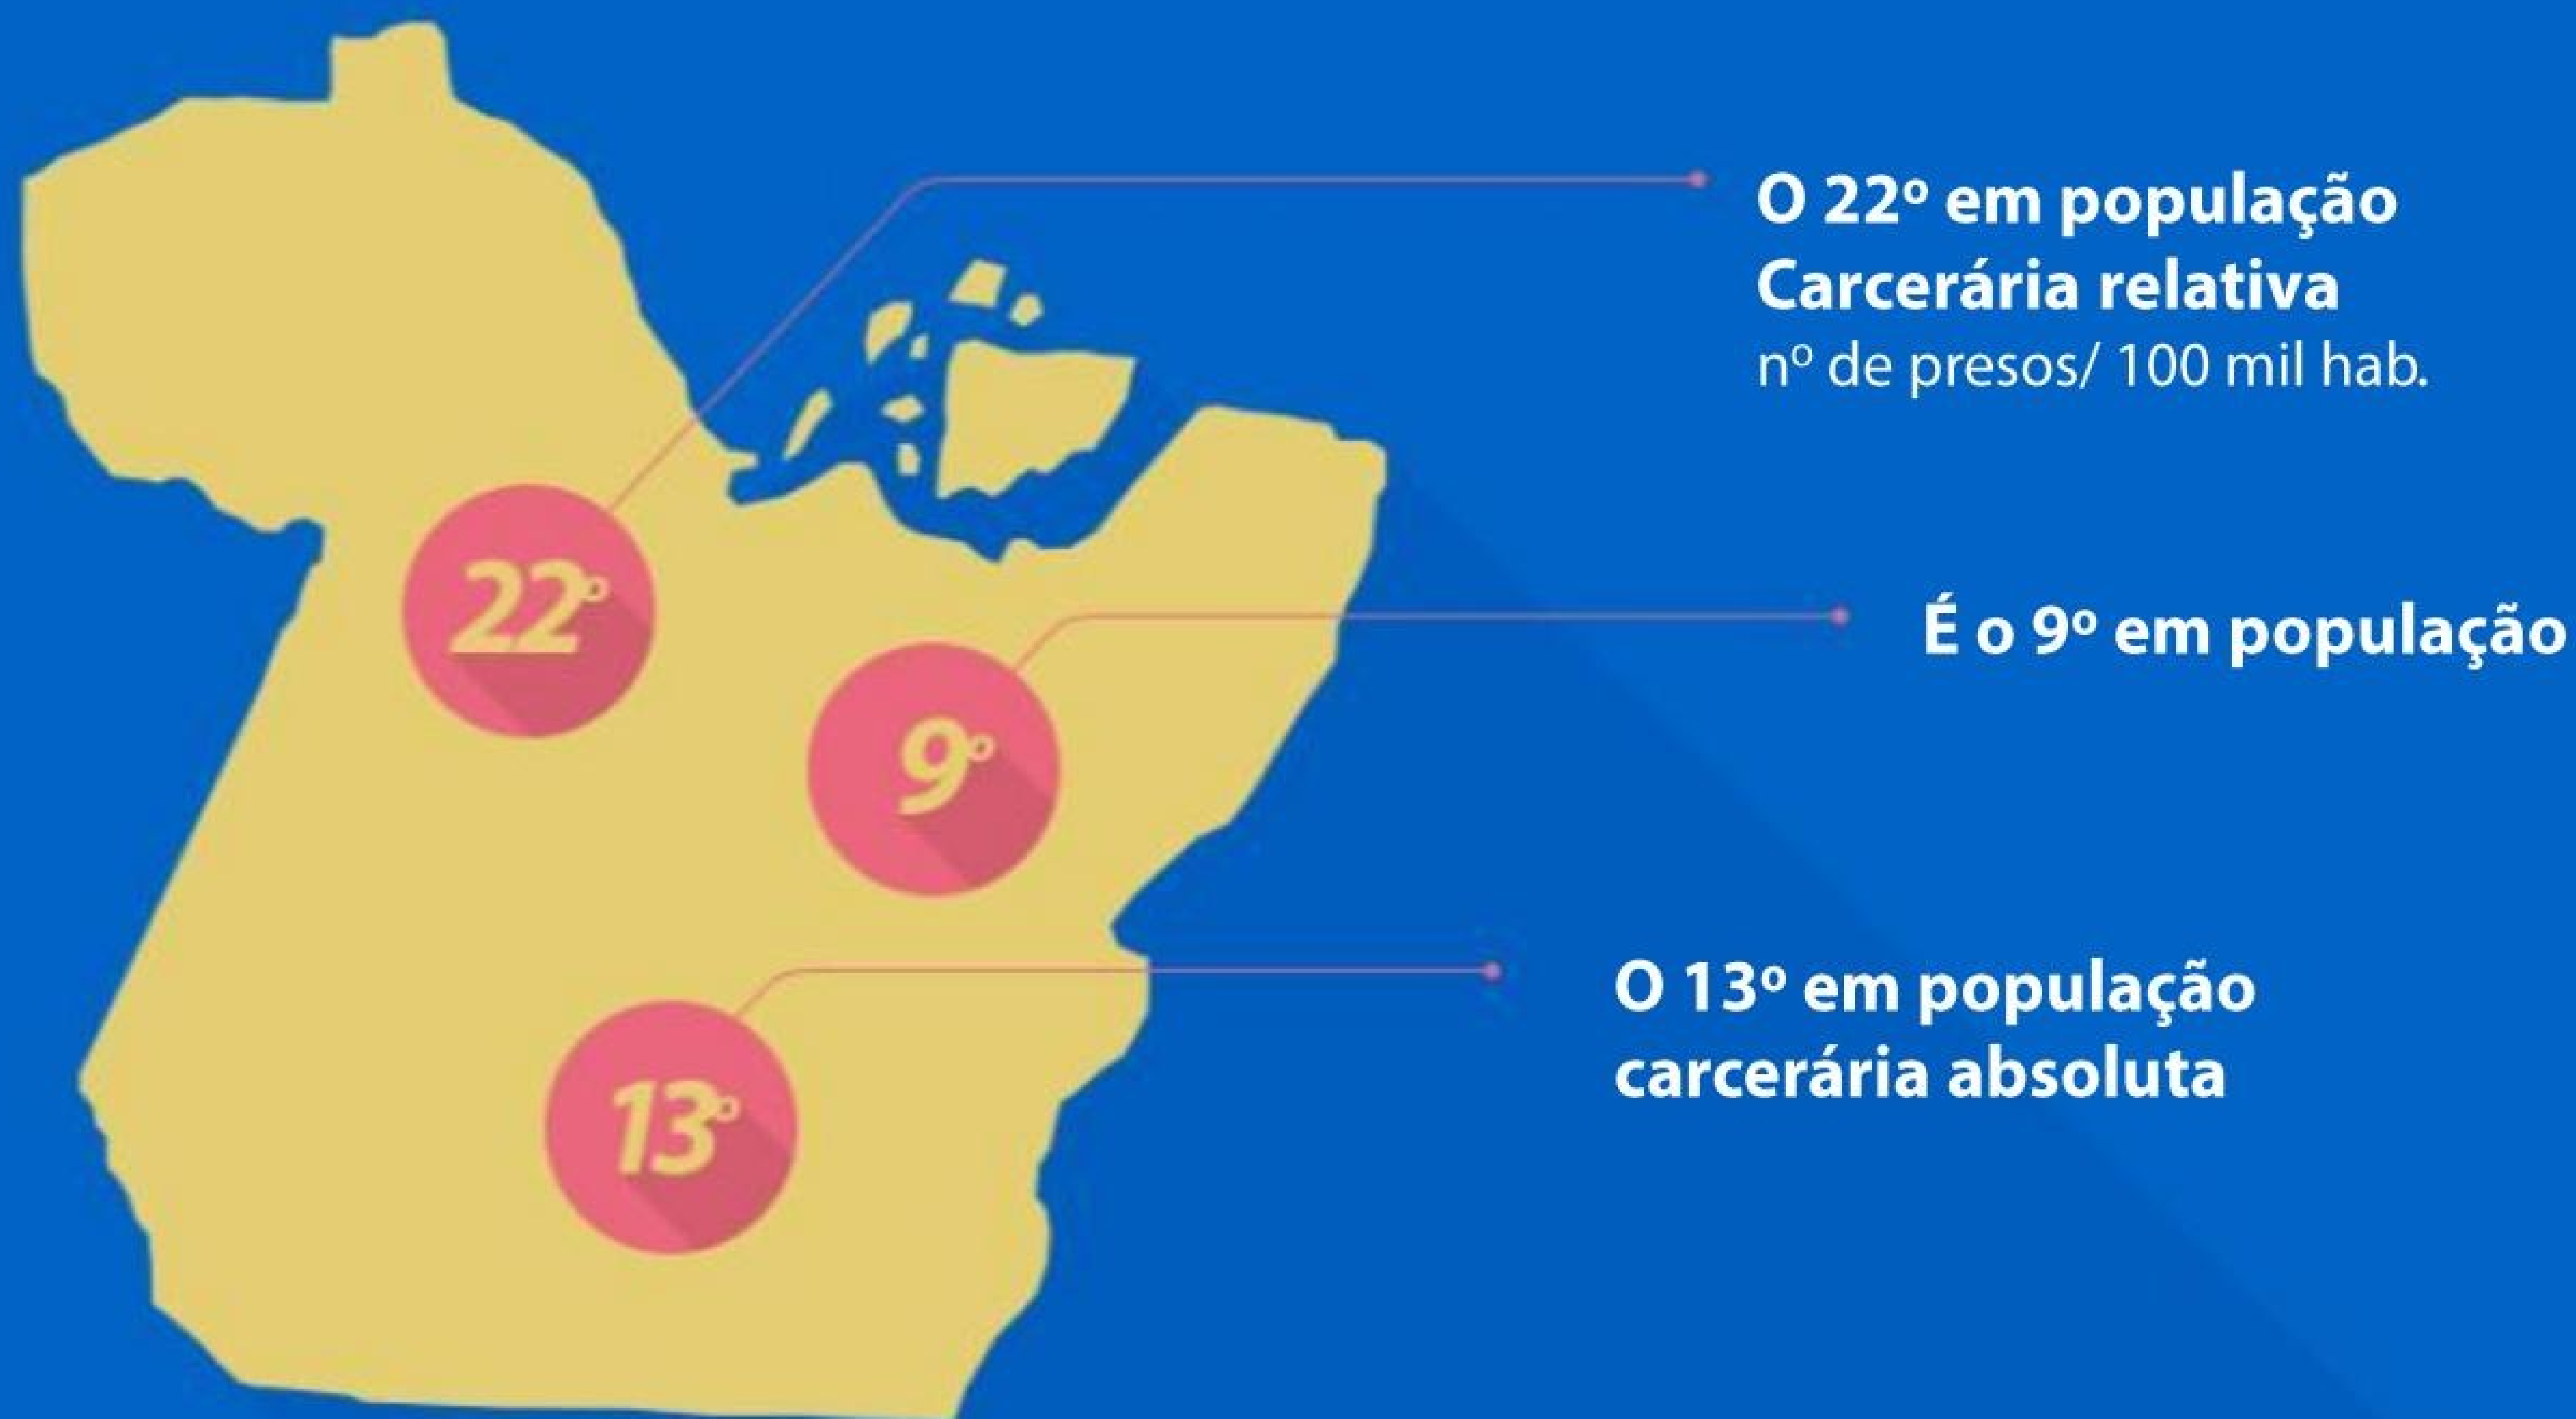 O 22º em população
Carcerária relativa
nº de presos/ 100 mil hab.
22º
É o 9º em população
9º
O 13º em população
carcerária absoluta
13º